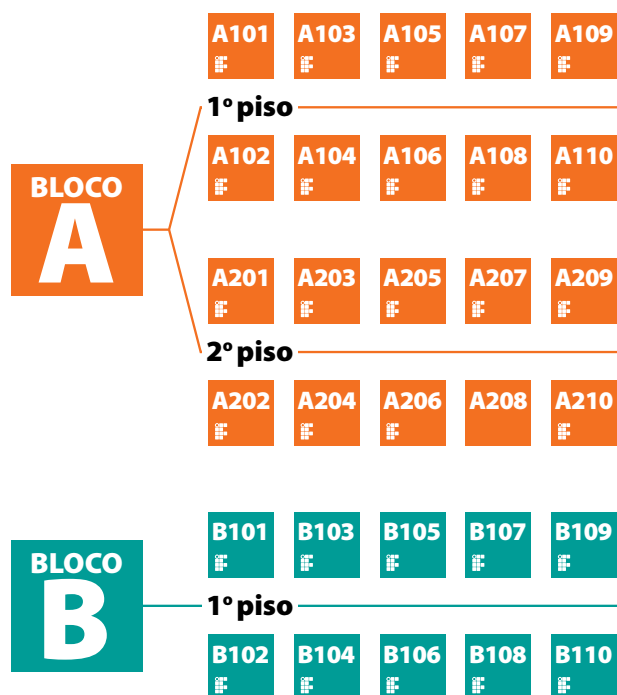 A101 A103 A105 A107 A109
1º piso
A102 A104 A106 A108 A110
BLOCO
A
A201 A203 A205 A207 A209
2º piso
A202 A204 A206 A208 A210
B101 B103 B105 B107 B109
BLOCO
B
1º piso
B102 B104 B106 B108 B110